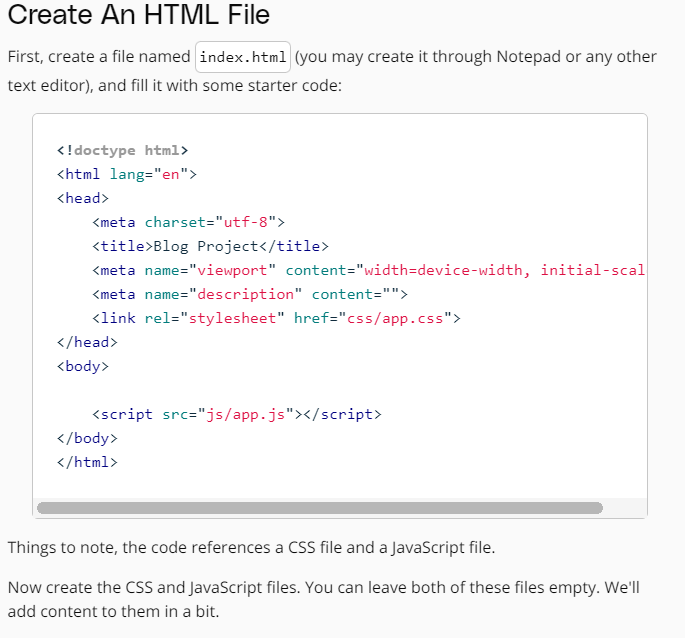 Create An HTML File
First, create a file named index.html (you may create it through Notepad or any other
text editor), and fill it with some starter code:
<!doctype html>
<html lang="en">
<head>
    <meta charset="utf-8">
    <title>Blog Project</title>
    <meta name="viewport" content="width=device-width, initial-scal
    <meta name="description" content="">
    <link rel="stylesheet" href="css/app.css">
</head>
<body>
    <script src="js/app.js"></script>
</body>
</html>
Things to note, the code references a CSS file and a JavaScript file.
Now create the CSS and JavaScript files. You can leave both of these files empty. We'll
add content to them in a bit.